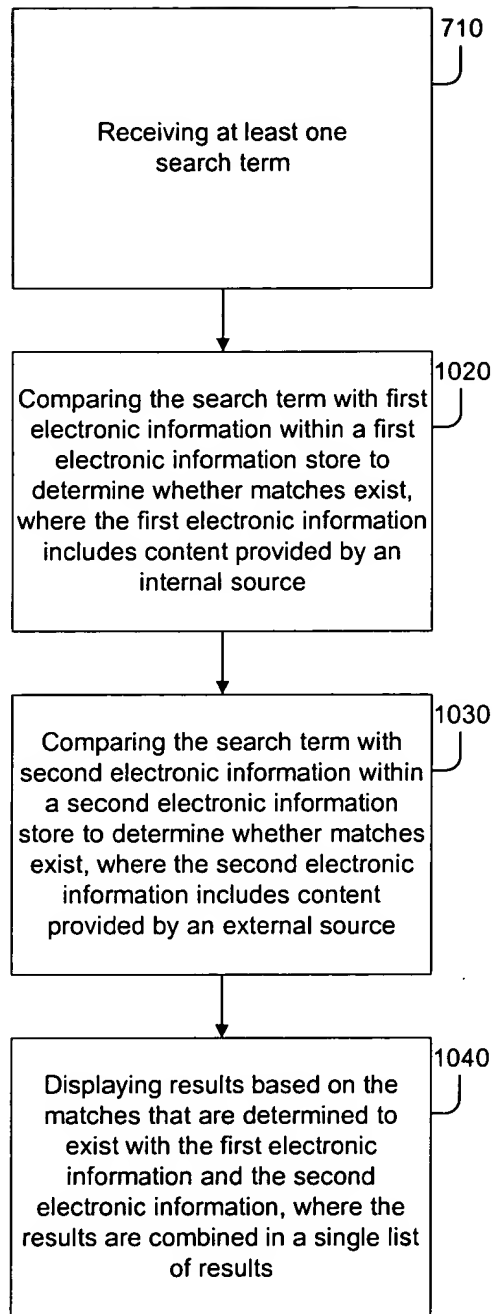 710
Receiving at least one
search term
1020
Comparing the search term with first
electronic information within a first
electronic information store to
determine whether matches exist,
where the first electronic information
includes content provided by an
internal source
1030
Comparing the search term with
second electronic information within
a second electronic information
store to determine whether matches
exist, where the second electronic
information includes content
provided by an external source
1040
Displaying results based on the
matches that are determined to
exist with the first electronic
information and the second
electronic information, where the
results are combined in a single list
of results